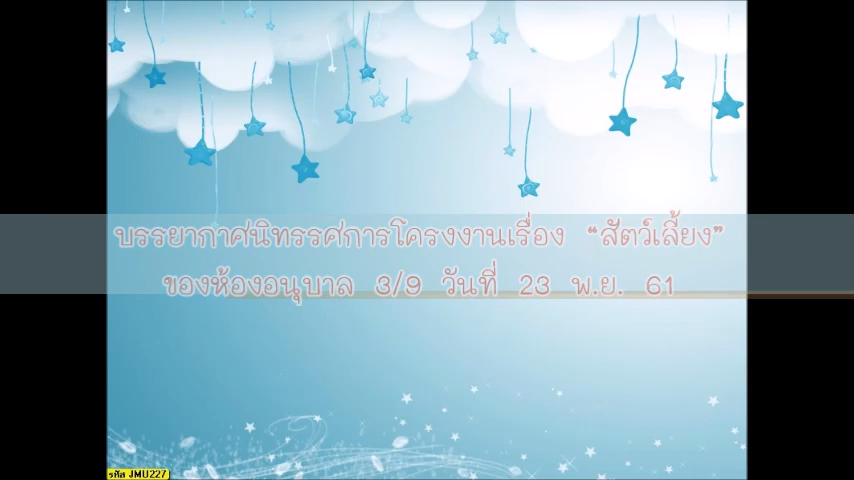 บรรยากาศนิทรรศการโครงงานเรื่อง “สัตว์เลี้ยง”
ของห้องอนุบาล 3/9 วันที่ 23 พ.ย. 61
รหัส JMU227